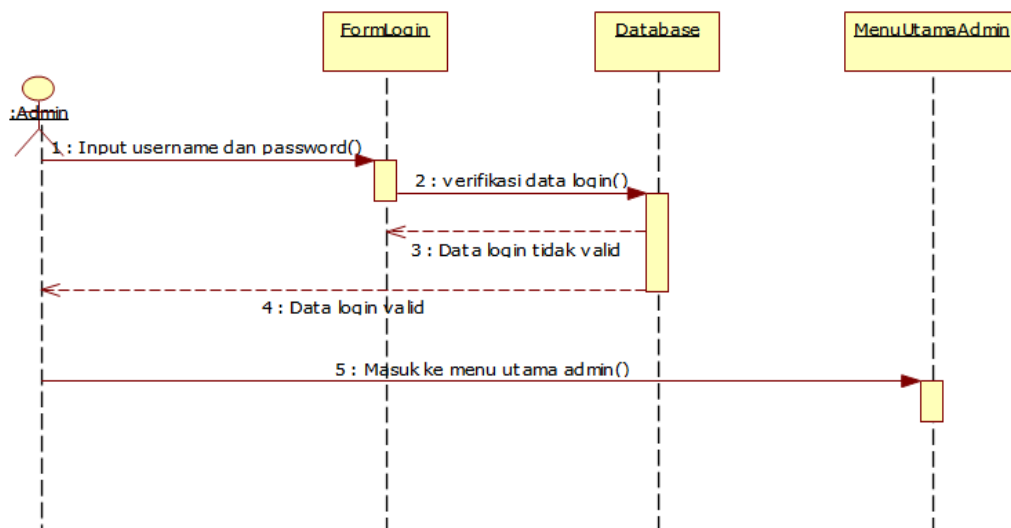 FormLogin
Database
MenuUtamaAdmin
:Admin
1 : Input username dan password()
2 : verifikasi data login()
3 : Data login tidak valid
4 : Data login valid
5 : Masuk ke menu utama admin()